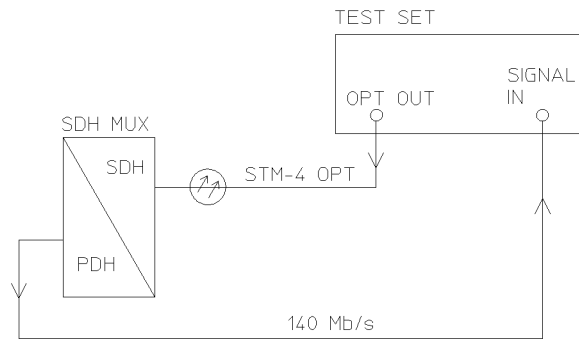 TEST SET
OPT OUT
SIGNAL
IN
SDH MUX
SDH
STM-4 OPT
PDH
140 Mb/s